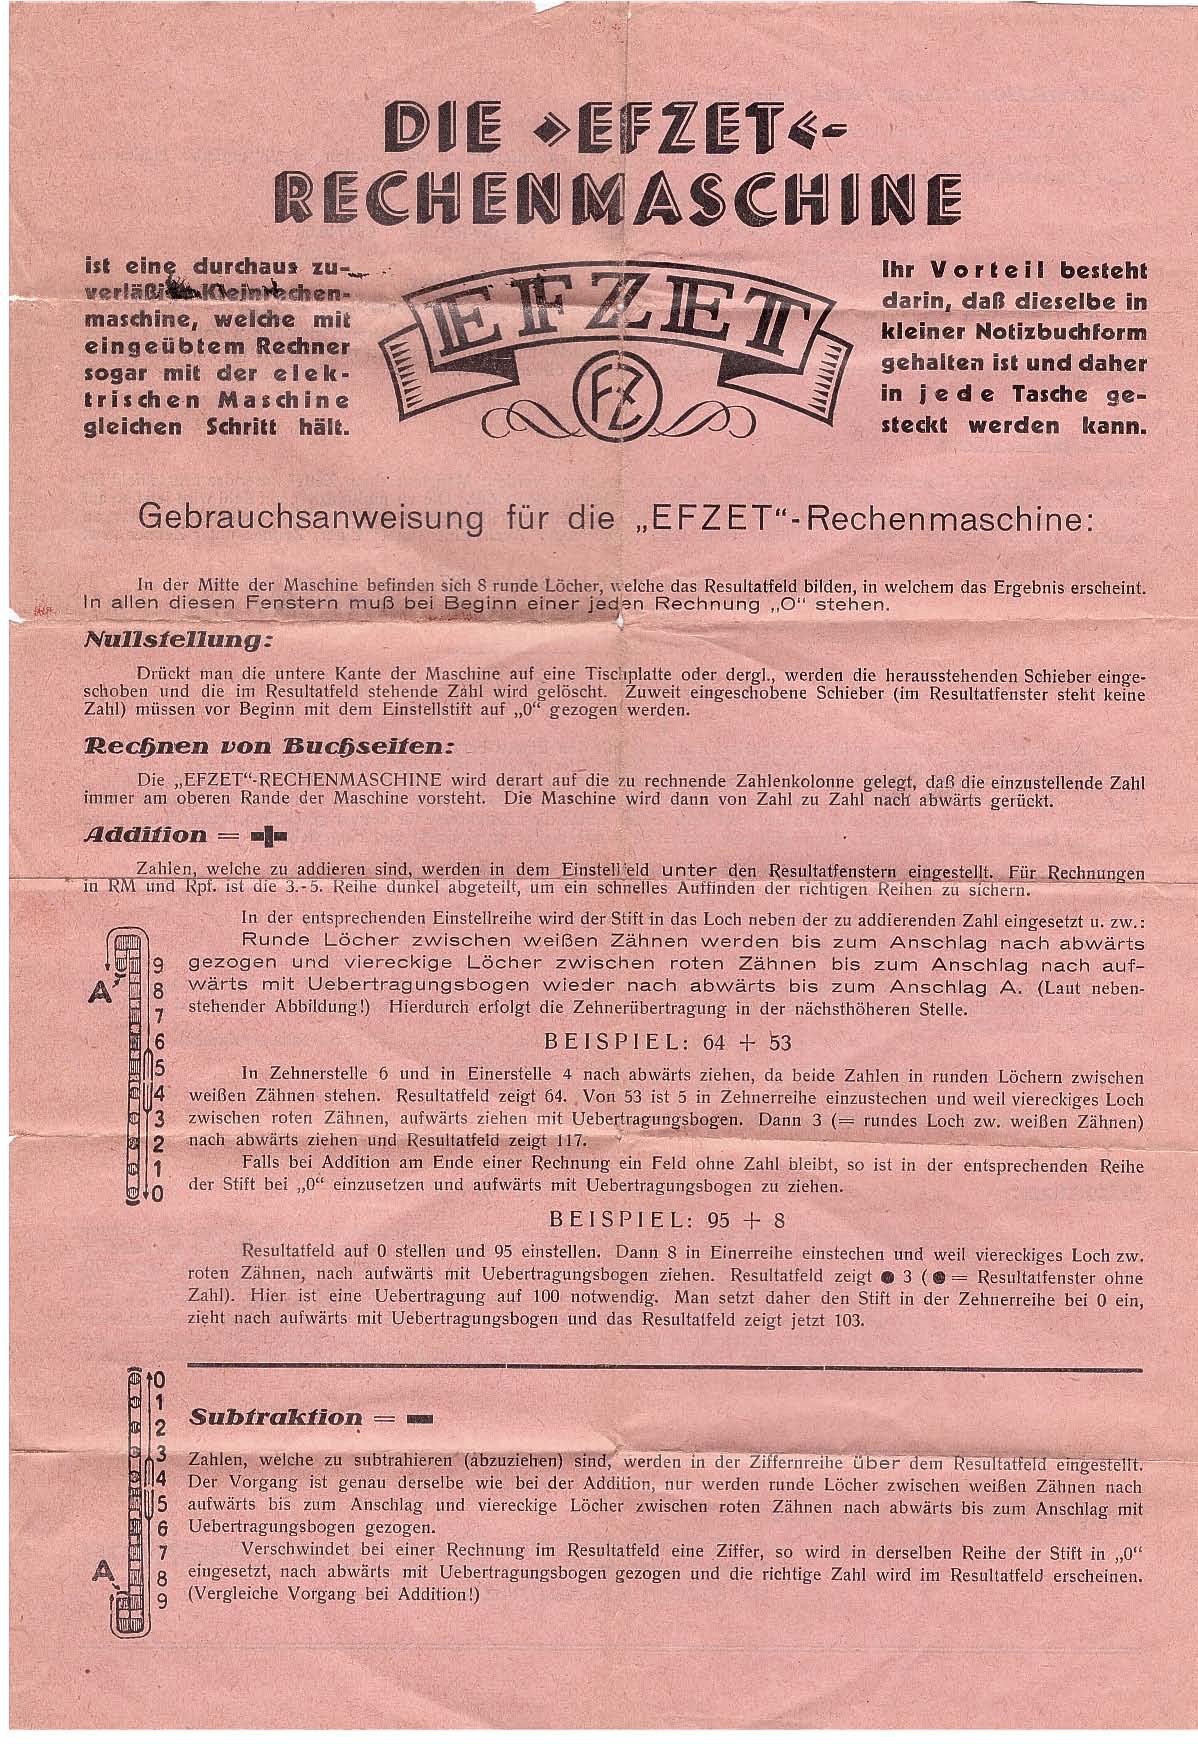 DIE »EFZET«-
RECHENMASCHINE
ist eine durchaus zu-
Kleinrechen-
maschine, welche mit
eingeübtem Rechner
sogar mit der elek-
trischen Maschine
gleichen Schritt hält.
EFZET
FZ
Ihr Vorteil besteht
darin, daß dieselbe in
kleiner Notizbuchform
gehalten ist und daher
in jede Tasche ge-
steckt werden kann.
Gebrauchsanweisung für die „EFZET“-Rechenmaschine:
In der Mitte der Maschine befinden sich 8 runde Löcher, welche das Resultatfeld bilden, in welchem das Ergebnis erscheint.
In allen diesen Fenstern muß bei Beginn einer jeden Rechnung „O“ stehen.
Nullstellung:
Drückt man die untere Kante der Maschine auf eine Tischplatte oder dergl., werden die herausstehenden Schieber einge-
schoben und die im Resultatfeld stehende Zahl wird gelöscht. Zuweit eingeschobene Schieber (im Resultatfenster steht keine
Zahl) müssen vor Beginn mit dem Einstellstift auf „0“ gezogen werden.
Rechnen von Buchseiten:
Die „EFZET“-RECHENMASCHINE wird derart auf die zu rechnende Zahlenkolonne gelegt, daß die einzustellende Zahl
immer am oberen Rande der Maschine vorsteht. Die Maschine wird dann von Zahl zu Zahl nach abwärts gerückt.
Addition = +
Zahlen, welche zu addieren sind, werden in dem Einstellfeld unter den Resultatfenstern eingestellt. Für Rechnungen
in RM und Rpf. ist die 3.-5. Reihe dunkel abgeteilt, um ein schnelles Auffinden der richtigen Reihen zu sichern.
In der entsprechenden Einstellreihe wird der Stift in das Loch neben der zu addierenden Zahl eingesetzt u. zw.:
Runde Löcher zwischen weißen Zähnen werden bis zum Anschlag nach abwärts
gezogen und viereckige Löcher zwischen roten Zähnen bis zum Anschlag nach auf-
wärts mit Uebertragungsbogen wieder nach abwärts bis zum Anschlag A. (Laut neben-
stehender Abbildung!) Hierdurch erfolgt die Zehnerübertragung in der nächsthöheren Stelle.
A
9
8
7
6
5
4
3
2
1
0
BEISPIEL: 64 + 53
In Zehnerstelle 6 und in Einerstelle 4 nach abwärts ziehen, da beide Zahlen in runden Löchern zwischen
weißen Zähnen stehen. Resultatfeld zeigt 64. Von 53 ist 5 in Zehnerreihe einzustechen und weil viereckiges Loch
zwischen roten Zähnen, aufwärts ziehen mit Uebertragungsbogen. Dann 3 (= rundes Loch zw. weißen Zähnen)
nach abwärts ziehen und Resultatfeld zeigt 117.
Falls bei Addition am Ende einer Rechnung ein Feld ohne Zahl bleibt, so ist in der entsprechenden Reihe
der Stift bei „0“ einzusetzen und aufwärts mit Uebertragungsbogen zu ziehen.
BEISPIEL: 95 + 8
Resultatfeld auf 0 stellen und 95 einstellen. Dann 8 in Einerreihe einstechen und weil viereckiges Loch zw.
roten Zähnen, nach aufwärts mit Uebertragungsbogen ziehen. Resultatfeld zeigt ● 3 (● = Resultatfenster ohne
Zahl). Hier ist eine Uebertragung auf 100 notwendig. Man setzt daher den Stift in der Zehnerreihe bei 0 ein,
zieht nach aufwärts mit Uebertragungsbogen und das Resultatfeld zeigt jetzt 103.
0
1
2
3
4
5
6
7
8
9
A
Subtraktion = -
Zahlen, welche zu subtrahieren (abzuziehen) sind, werden in der Ziffernreihe über dem Resultatfeld eingestellt.
Der Vorgang ist genau derselbe wie bei der Addition, nur werden runde Löcher zwischen weißen Zähnen nach
aufwärts bis zum Anschlag und viereckige Löcher zwischen roten Zähnen nach abwärts bis zum Anschlag mit
Uebertragungsbogen gezogen.
Verschwindet bei einer Rechnung im Resultatfeld eine Ziffer, so wird in derselben Reihe der Stift in „0“
eingesetzt, nach abwärts mit Uebertragungsbogen gezogen und die richtige Zahl wird im Resultatfeld erscheinen.
(Vergleiche Vorgang bei Addition!)